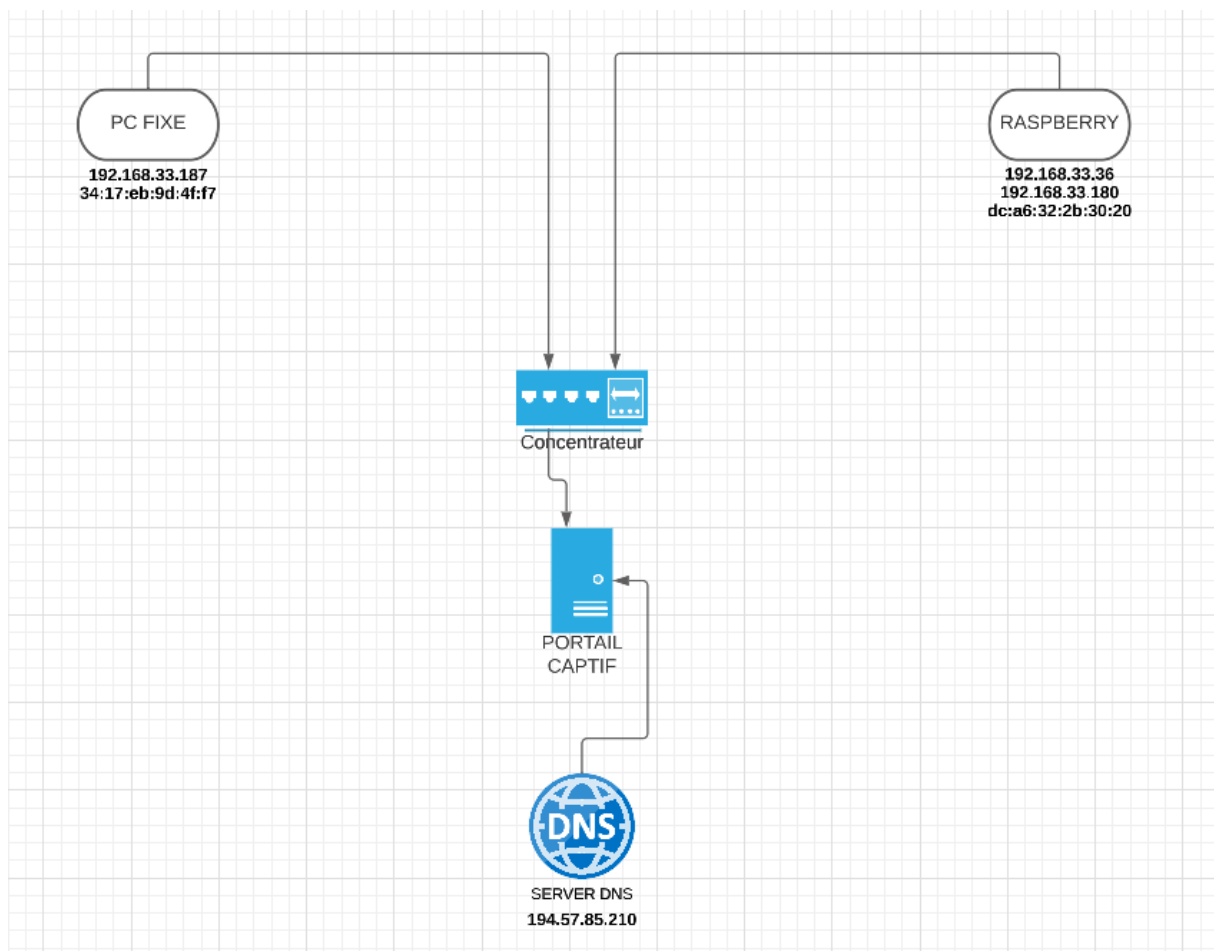 PC FIXE
192.168.33.187
34:17:eb:9d:4f:f7
RASPBERRY
192.168.33.36
192.168.33.180
dc:a6:32:2b:30:20
Concentrateur
PORTAIL
CAPTIF
DNS
SERVER DNS
194.57.85.210